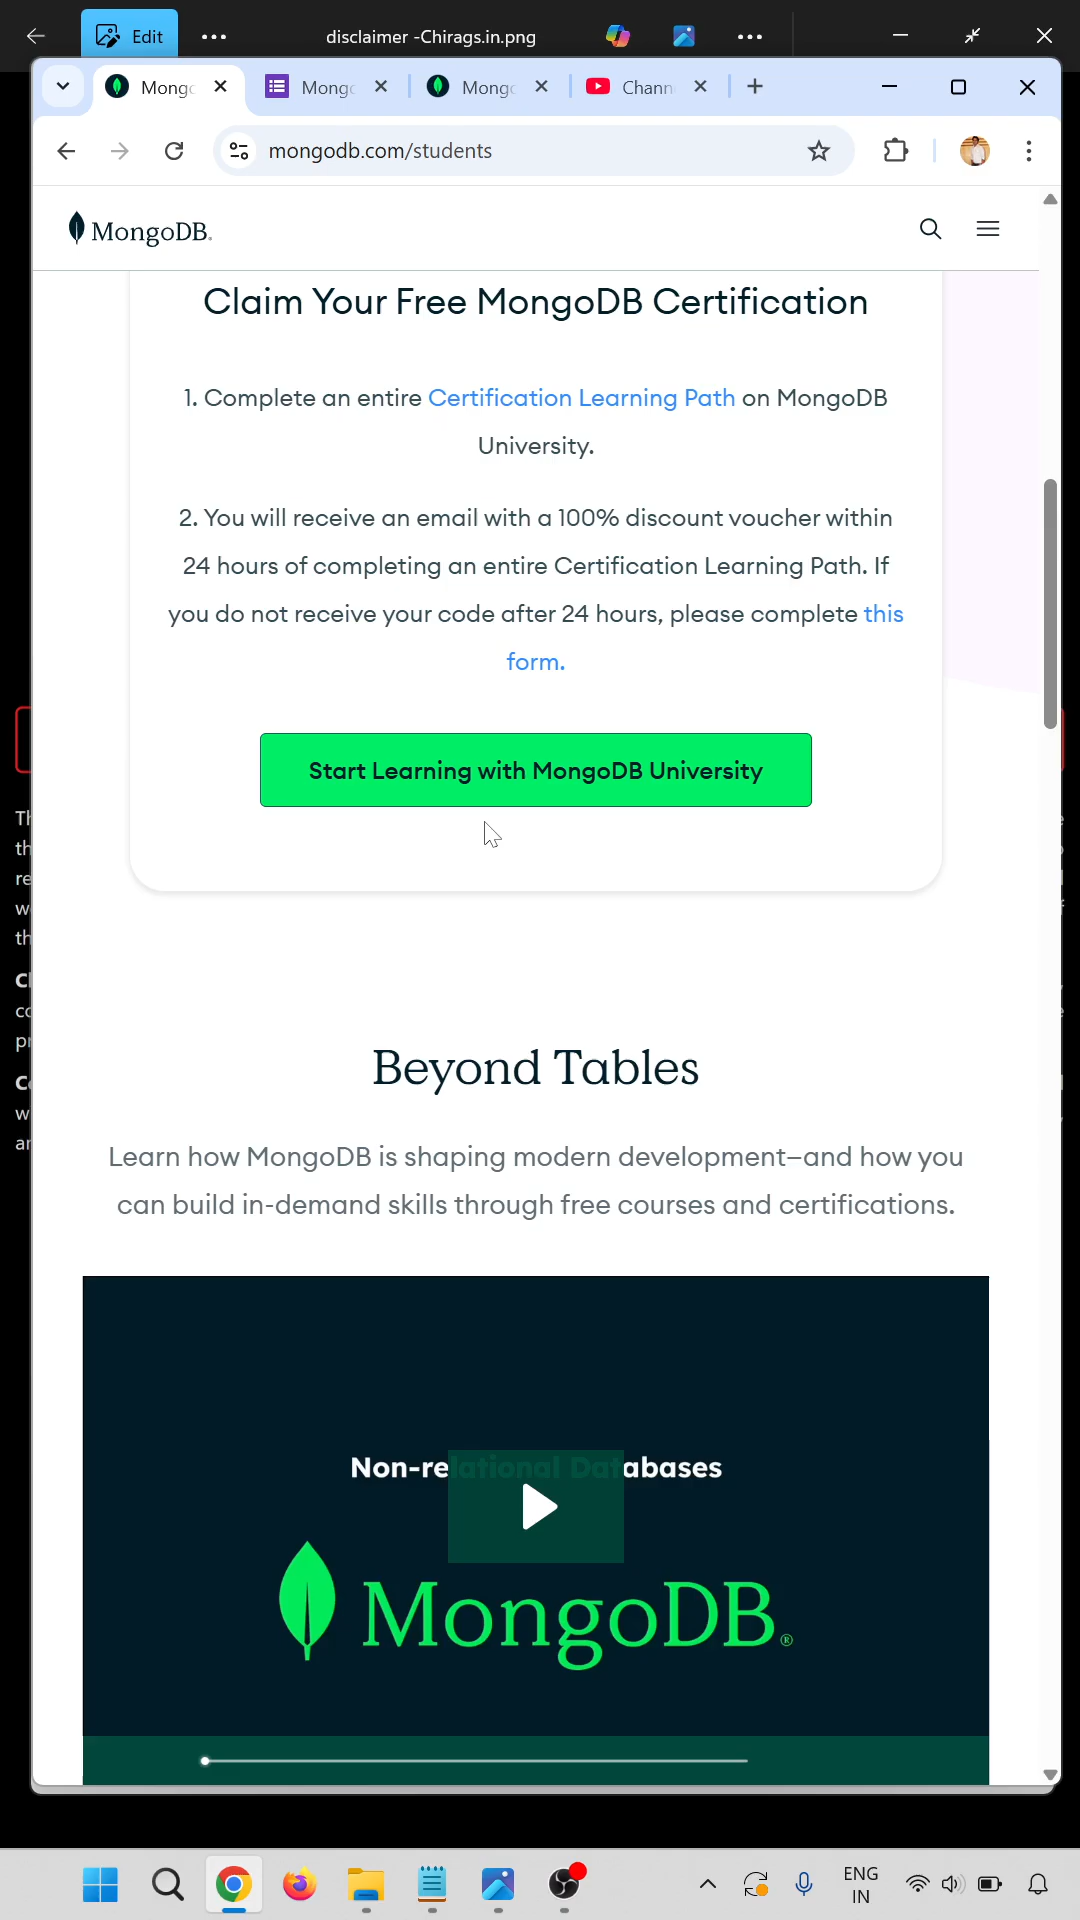 Edit
disclaimer -Chirags.in.png
Mongo
Mongo
Mongo
Chann
mongodb.com/students
MongoDB.
Claim Your Free MongoDB Certification
1. Complete an entire Certification Learning Path on MongoDB
University.
2. You will receive an email with a 100% discount voucher within
24 hours of completing an entire Certification Learning Path. If
you do not receive your code after 24 hours, please complete this
form.
Start Learning with MongoDB University
Beyond Tables
Learn how MongoDB is shaping modern development—and how you
can build in-demand skills through free courses and certifications.
Non-relational Databases
MongoDB®
ENG
IN